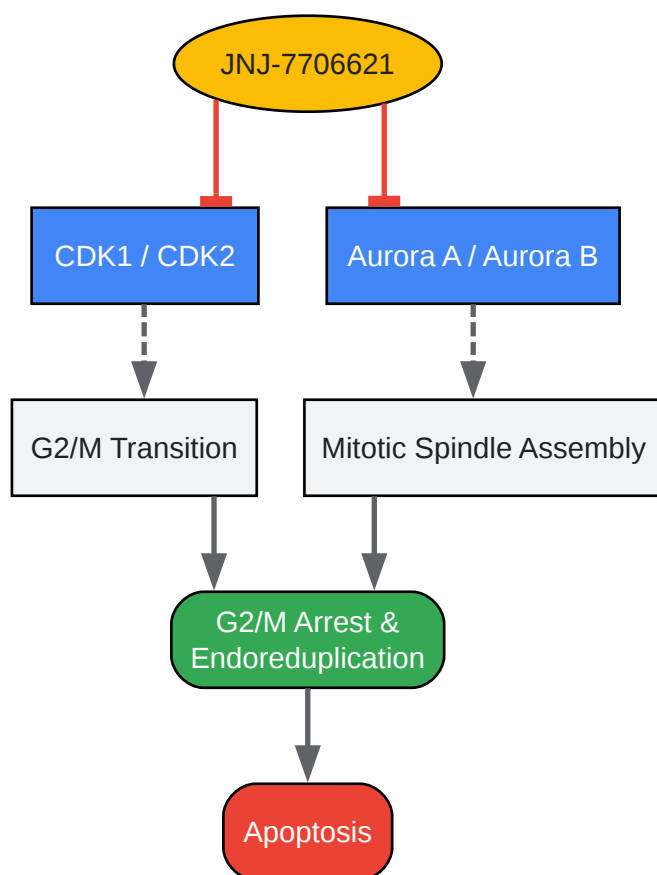 JNJ-7706621
CDK1 / CDK2
Aurora A / Aurora B
G2/M Transition
Mitotic Spindle Assembly
G2/M Arrest &
Endoreduplication
Apoptosis